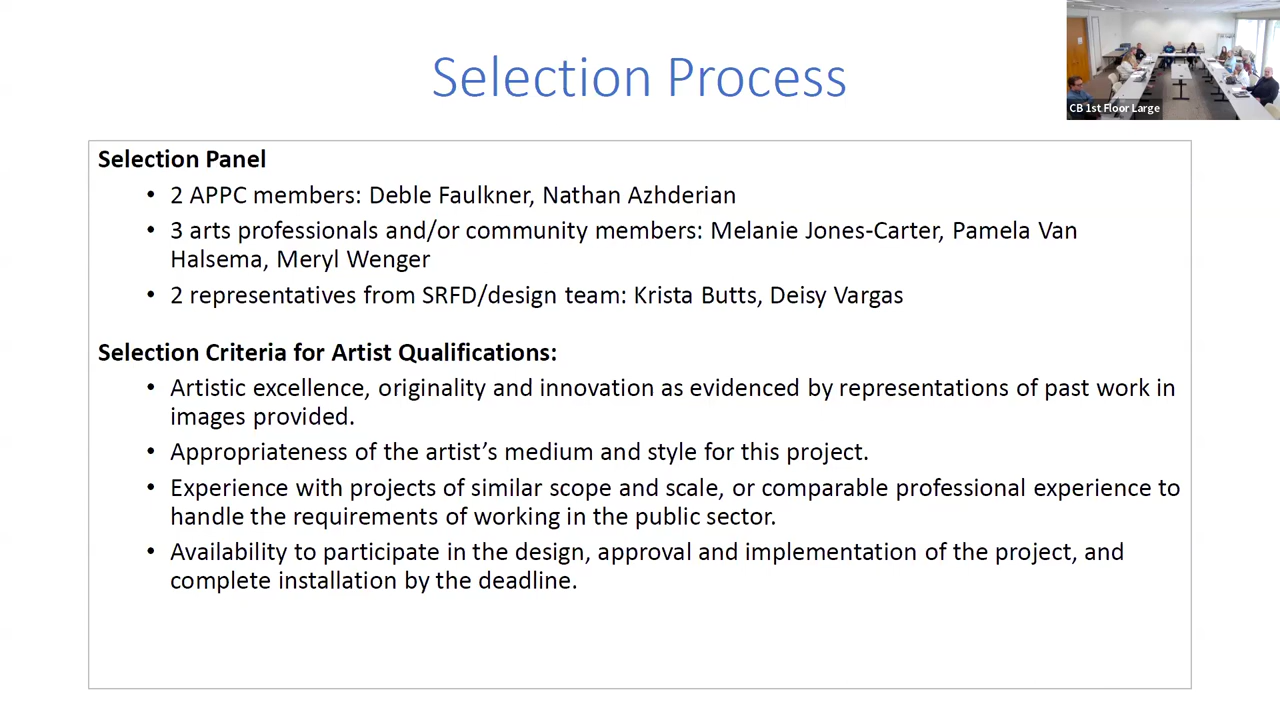 Selection Process
CB 1st Floor Large
Selection Panel
• 2 APPC members: Deble Faulkner, Nathan Azhderian
• 3 arts professionals and/or community members: Melanie Jones-Carter, Pamela Van
Halsema, Meryl Wenger
• 2 representatives from SRFD/design team: Krista Butts, Deisy Vargas
Selection Criteria for Artist Qualifications:
• Artistic excellence, originality and innovation as evidenced by representations of past work in
images provided.
• Appropriateness of the artist’s medium and style for this project.
• Experience with projects of similar scope and scale, or comparable professional experience to
handle the requirements of working in the public sector.
• Availability to participate in the design, approval and implementation of the project, and
complete installation by the deadline.